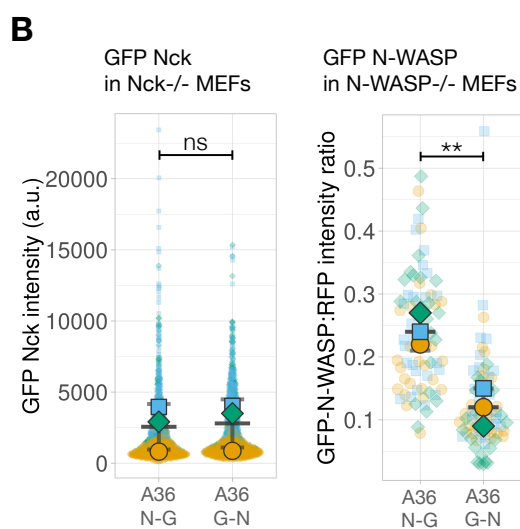 B
GFP Nck
in Nck-/- MEFs
GFP Nck intensity (a.u.)
20000
15000
10000
5000
0
ns
A36
N-G
A36
G-N
GFP N-WASP
in N-WASP-/- MEFs
GFP-N-WASP:RFP intensity ratio
0.5
0.4
0.3
0.2
0.1
**
A36
N-G
A36
G-N